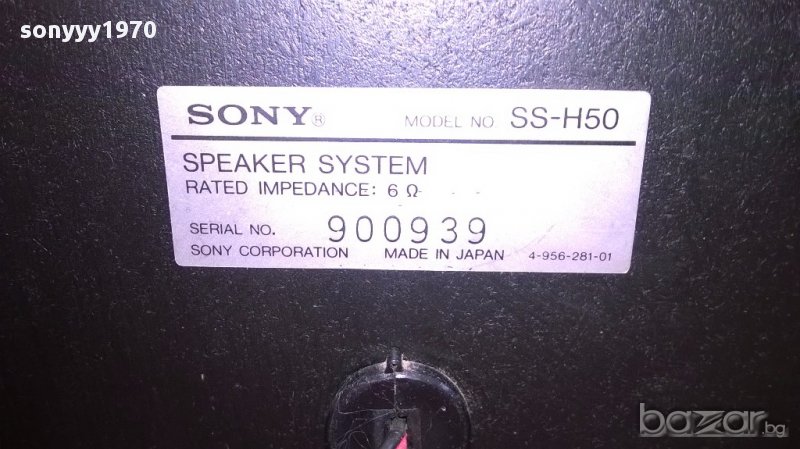 sonyyy1970
SONY® MODEL NO. SS-H50
SPEAKER SYSTEM
RATED IMPEDANCE: 6 Ω
SERIAL NO. 900939
SONY CORPORATION MADE IN JAPAN 4-956-281-01
bazar.bg